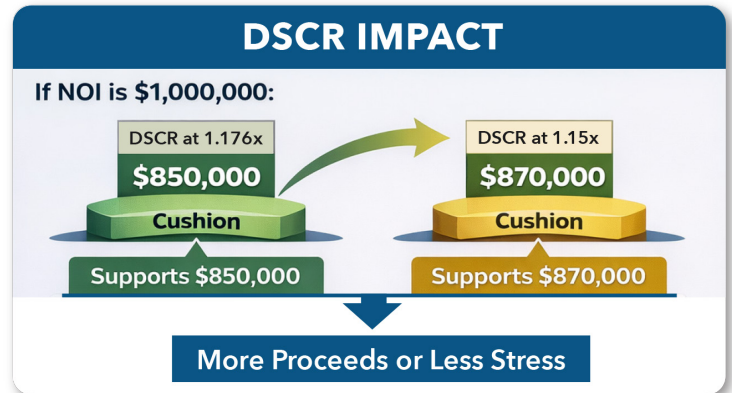 DSCR IMPACT
If NOI is $1,000,000:
DSCR at 1.176x
$850,000
Cushion
Supports $850,000
DSCR at 1.15x
$870,000
Cushion
Supports $870,000
More Proceeds or Less Stress